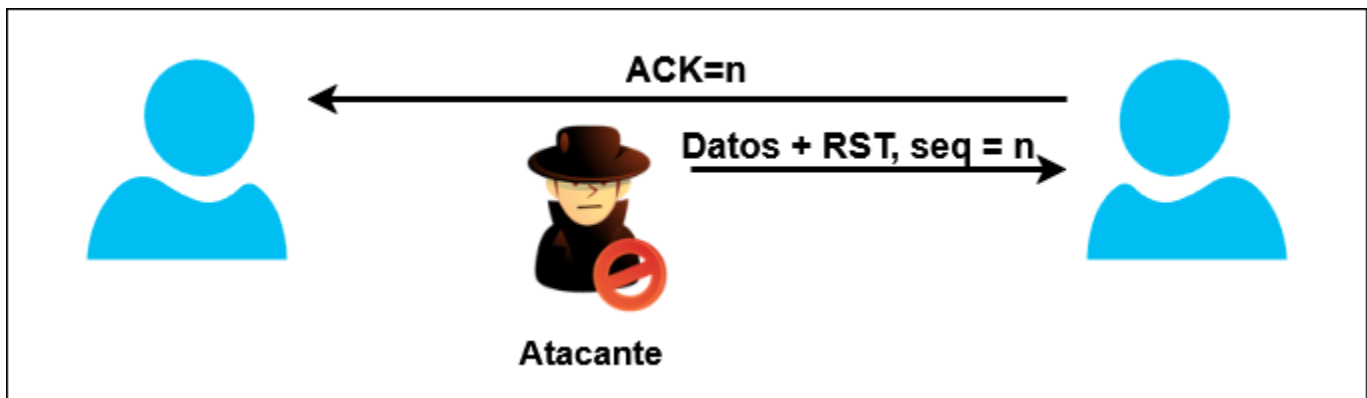 ACK=n
Datos + RST, seq = n
Atacante